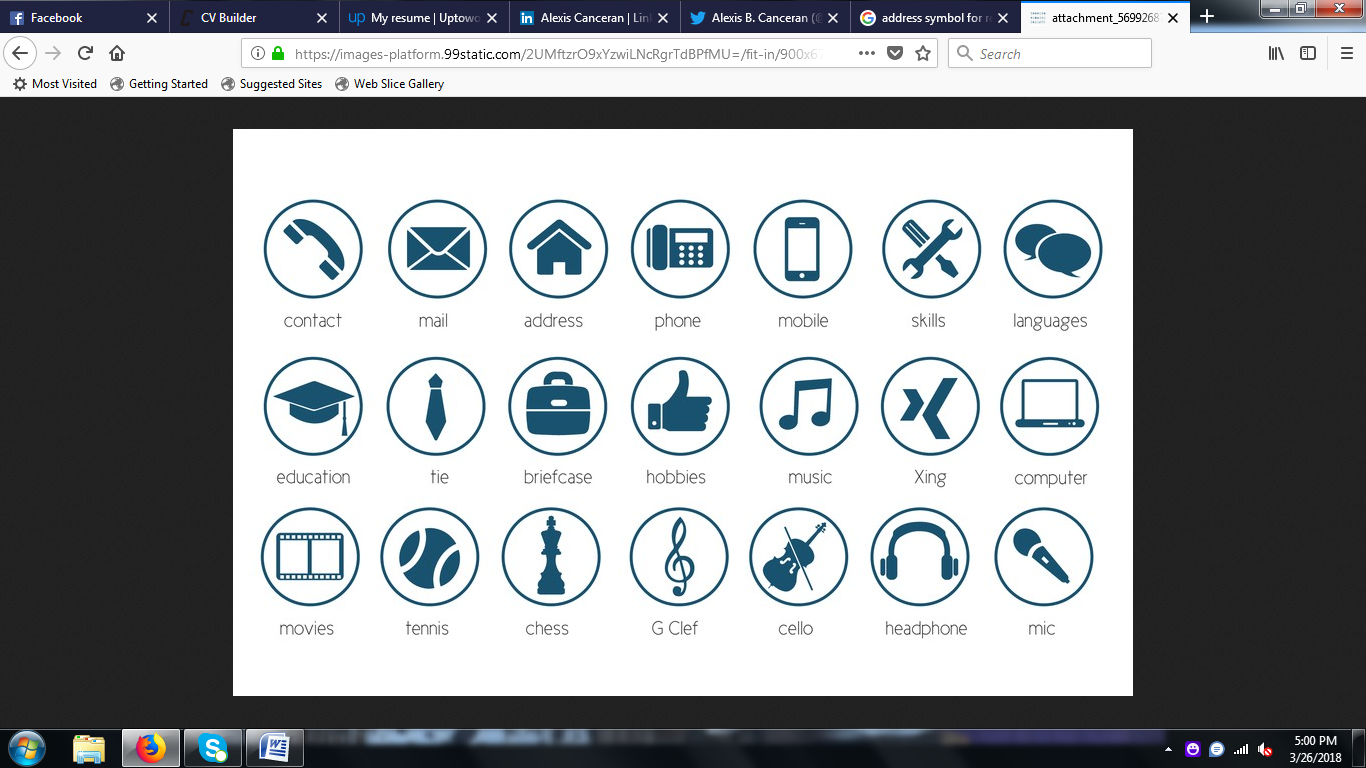 Facebook
CV Builder
My resume | Uptowo
Alexis Canceran | Lin
Alexis B. Canceran (@
address symbol for re
attachment_5699268
https://images-platform.99static.com/2UMftzrO9xYzwiLNcRgrTdBPfMU=/fit-in/900x6
Search
Most Visited
Getting Started
Suggested Sites
Web Slice Gallery
contact
mail
address
phone
mobile
skills
languages
education
tie
briefcase
hobbies
music
Xing
computer
movies
tennis
chess
G Clef
cello
headphone
mic
5:00 PM
3/26/2018